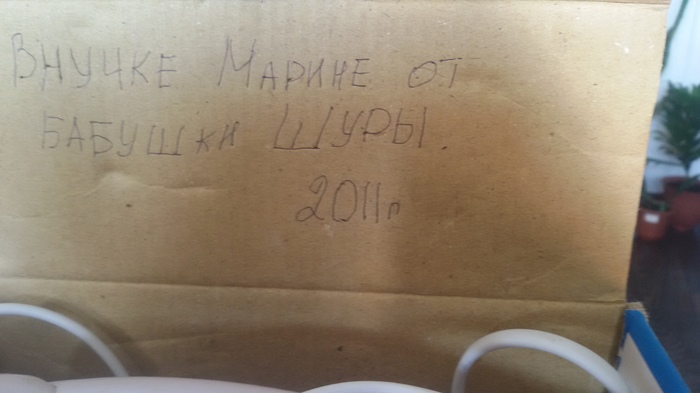 Внучке Марине от
бабушки Шуры.
2011г